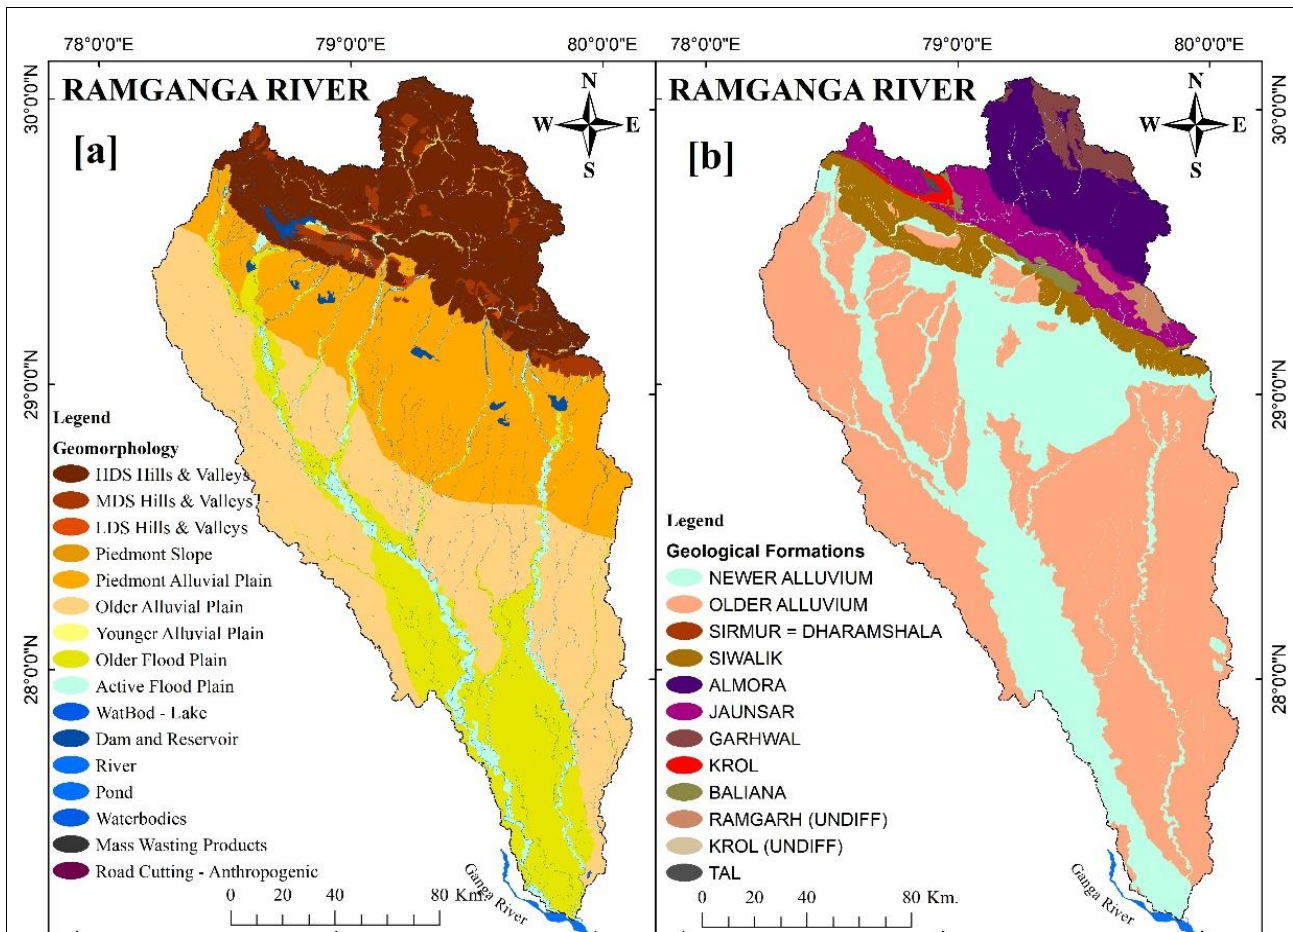 78°0'0"E 79°0'0"E 80°0'0"E 78°0'0"E 79°0'0"E 80°0'0"E
RAMGANGA RIVER
N
W E
S
[a]
30°0'0"N
29°0'0"N
28°0'0"N
Legend
Geomorphology
HDS Hills & Valleys
MDS Hills & Valleys
LDS Hills & Valleys
Piedmont Slope
Piedmont Alluvial Plain
Older Alluvial Plain
Younger Alluvial Plain
Older Flood Plain
Active Flood Plain
WatBod - Lake
Dam and Reservoir
River
Pond
Waterbodies
Mass Wasting Products
Road Cutting - Anthropogenic
0 20 40 80 Km.
Ganga River
RAMGANGA RIVER
N
W E
S
[b]
30°0'0"N
29°0'0"N
28°0'0"N
Legend
Geological Formations
NEWER ALLUVIUM
OLDER ALLUVIUM
SIRMUR = DHARAMSHALA
SIWALIK
ALMORA
JAUNSAR
GARHWAL
KROL
BALIANA
RAMGARH (UNDIFF)
KROL (UNDIFF)
TAL
0 20 40 80 Km.
Ganga River